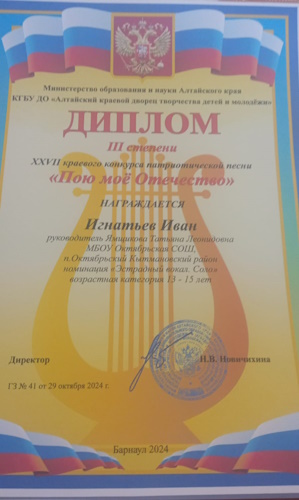 Министерство образования и науки Алтайского края
КГБУ ДО «Алтайский краевой дворец творчества детей и молодёжи»
ДИПЛОМ
III степени
XXVII краевого конкурса патриотической песни
«Пою моё Отечество»
НАГРАЖДАЕТСЯ
Игнатьев Иван
руководитель Ямщикова Татьяна Леонидовна
МБОУ Октябрьская СОШ,
п.Октябрьский Кытмановский район
номинация «Эстрадный вокал. Соло»
возрастная категория 13 - 15 лет
Директор
Н.В. Новичихина
ГЗ № 41 от 29 октября 2024 г.
Барнаул 2024